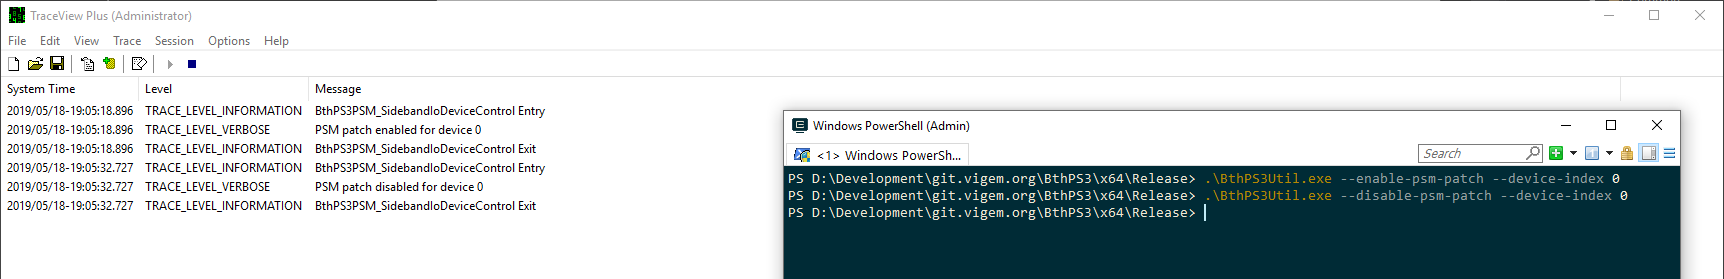 TraceView Plus (Administrator)
File Edit View Trace Session Options Help
System Time Level Message
2019/05/18-19:05:18.896 TRACE_LEVEL_INFORMATION BthPS3PSM_SidebandIoDeviceControl Entry
2019/05/18-19:05:18.896 TRACE_LEVEL_VERBOSE PSM patch enabled for device 0
2019/05/18-19:05:18.896 TRACE_LEVEL_INFORMATION BthPS3PSM_SidebandIoDeviceControl Exit
2019/05/18-19:05:32.727 TRACE_LEVEL_INFORMATION BthPS3PSM_SidebandIoDeviceControl Entry
2019/05/18-19:05:32.727 TRACE_LEVEL_VERBOSE PSM patch disabled for device 0
2019/05/18-19:05:32.727 TRACE_LEVEL_INFORMATION BthPS3PSM_SidebandIoDeviceControl Exit
Windows PowerShell (Admin)
<1> Windows PowerSh...
Search
PS D:\Development\git.vigem.org\BthPS3\x64\Release> .\BthPS3Util.exe --enable-psm-patch --device-index 0
PS D:\Development\git.vigem.org\BthPS3\x64\Release> .\BthPS3Util.exe --disable-psm-patch --device-index 0
PS D:\Development\git.vigem.org\BthPS3\x64\Release>